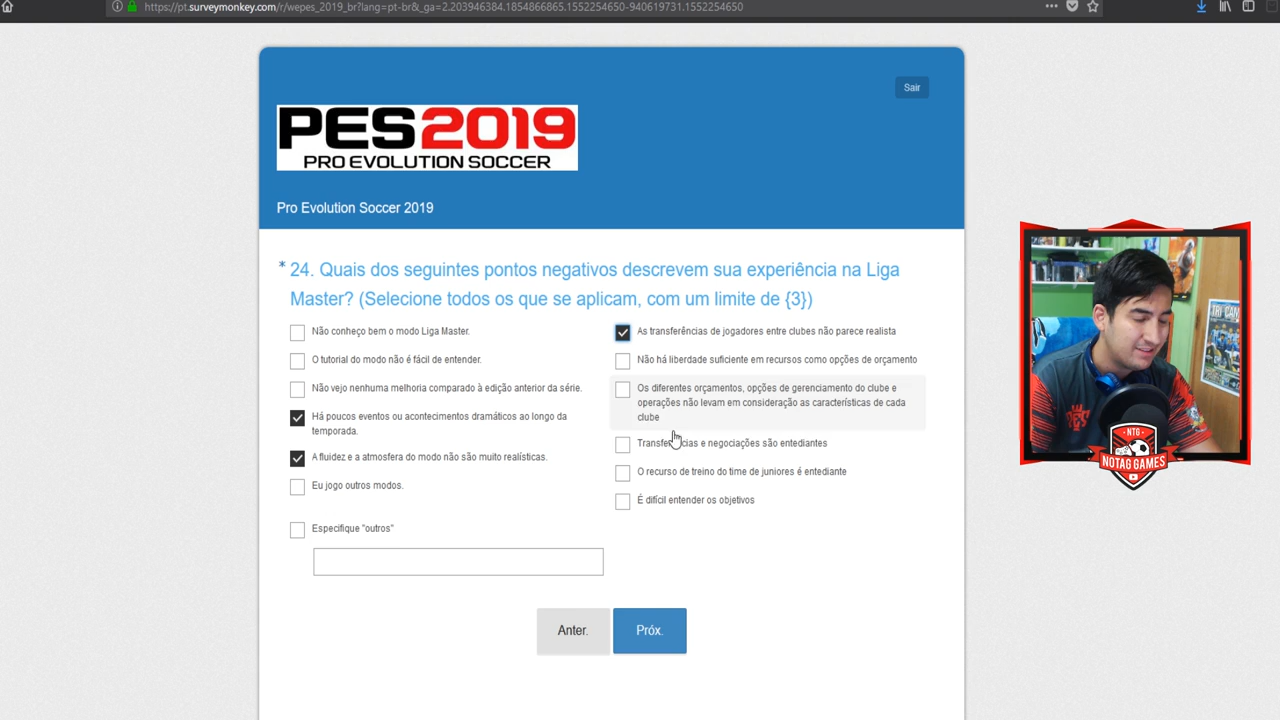 https://pt.surveymonkey.com/r/wepes_2019_br?lang=pt-br&_ga=2.203946384.1854866865.1552254650-940619731.1552254650
Sair
PES2019
PRO EVOLUTION SOCCER
Pro Evolution Soccer 2019
* 24. Quais dos seguintes pontos negativos descrevem sua experiência na Liga
Master? (Selecione todos os que se aplicam, com um limite de {3})
Não conheço bem o modo Liga Master.
O tutorial do modo não é fácil de entender.
Não vejo nenhuma melhoria comparado à edição anterior da série.
Há poucos eventos ou acontecimentos dramáticos ao longo da
temporada.
A fluidez e a atmosfera do modo não são muito realísticas.
Eu jogo outros modos.
Especifique "outros"
As transferências de jogadores entre clubes não parece realista
Não há liberdade suficiente em recursos como opções de orçamento
Os diferentes orçamentos, opções de gerenciamento do clube e
operações não levam em consideração as características de cada
clube
Transferências e negociações são entediantes
O recurso de treino do time de juniores é entediante
É difícil entender os objetivos
Anter.
Próx.
TRI-CAM
NTG
NOTAG GAMES